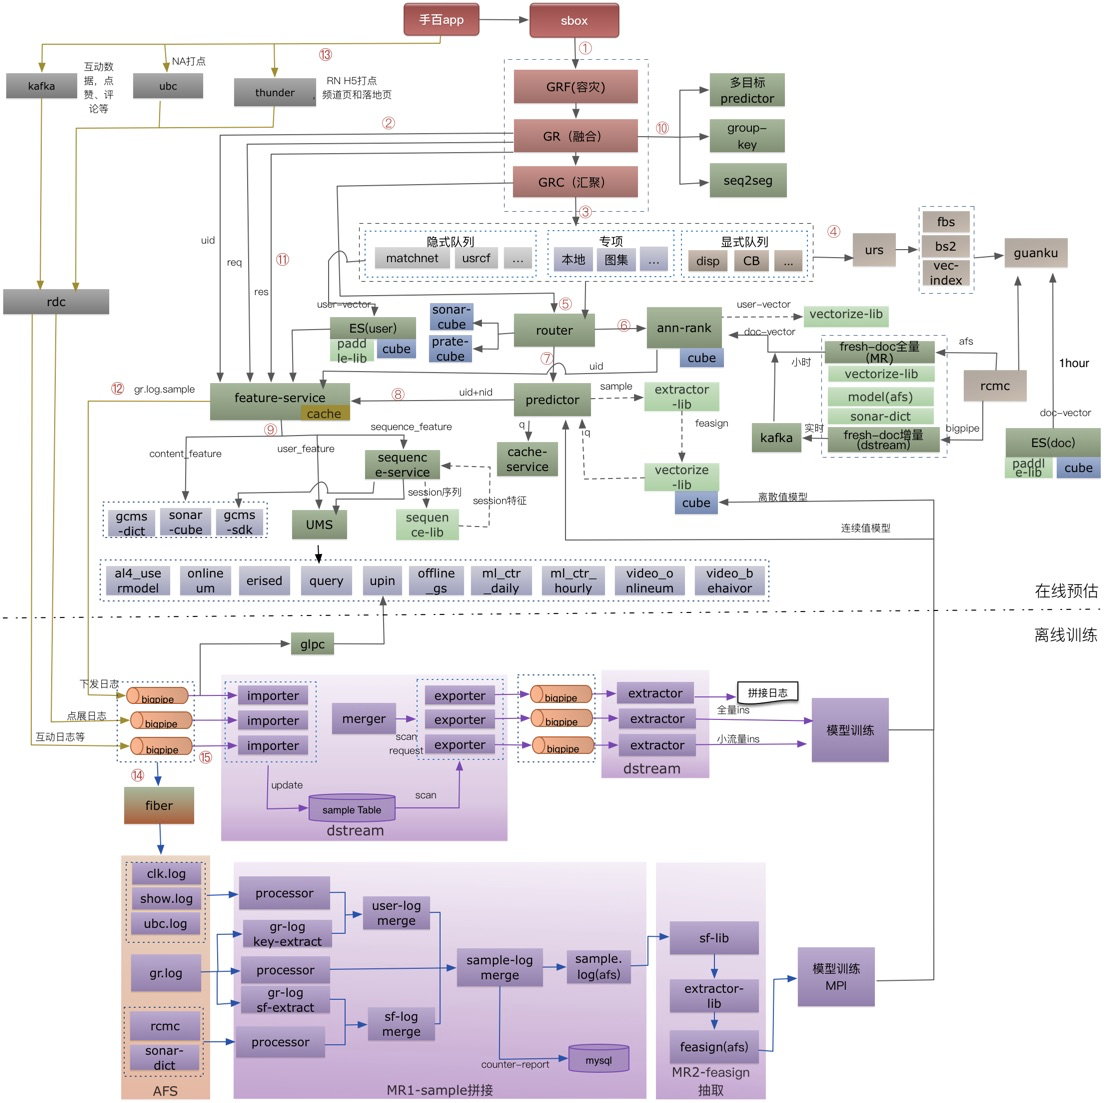 手百app
sbox
①
⑬
kafka
互动数
据，点
赞、评
论等
NA打点
ubc
thunder
RN H5打点
频道页和落地页
GRF(容灾)
GR（融合）
GRC（汇聚）
②
⑩
多目标
predictor
group-
key
seq2seg
③
uid
req
res
⑪
隐式队列
matchnet
usrcf
...
专项
本地
图集
...
显式队列
disp
CB
...
④
urs
fbs
bs2
vec-
index
guanku
rdc
user-vector
ES(user)
padd
le-lib
cube
sonar-
cube
prate-
cube
⑤
router
⑥
⑦
ann-rank
cube
user-vector
vectorize-lib
doc-vector
小时
fresh-doc全量
(MR)
vectorize-lib
model(afs)
sonar-dict
fresh-doc增量
(dstream)
afs
rcmc
bigpipe
实时
kafka
1hour
doc-vector
ES(doc)
paddl
e-lib
cube
⑫
gr.log.sample
feature-service
cache
uid
⑧
uid+nid
predictor
sample
extractor
-lib
feasign
q
q
cache-
service
vectorize
-lib
cube
离散值模型
连续值模型
⑨
content_feature
user_feature
sequence_feature
sequenc
e-service
session序列
session特征
sequen
ce-lib
gcms
-dict
sonar
-cube
gcms
-sdk
UMS
al4_use
rmodel
online
um
erised
query
upin
offline
_gs
ml_ctr
_daily
ml_ctr_
hourly
video_o
nlineum
video_b
ehaivor
在线预估
离线训练
glpc
下发日志
点展日志
互动日志等
bigpipe
bigpipe
bigpipe
⑭
⑮
importer
importer
importer
merger
scan
request
exporter
exporter
exporter
update
sample Table
scan
dstream
bigpipe
bigpipe
bigpipe
extractor
extractor
extractor
dstream
拼接日志
全量ins
小流量ins
模型训练
fiber
clk.log
show.log
ubc.log
gr.log
rcmc
sonar-
dict
AFS
processor
gr-log
key-extract
processor
gr-log
sf-extract
processor
user-log
merge
sf-log
merge
sample-log
merge
sample.
log(afs)
counter-report
mysql
MR1-sample拼接
sf-lib
extractor-
lib
feasign(afs)
MR2-feasign
抽取
模型训练
MPI